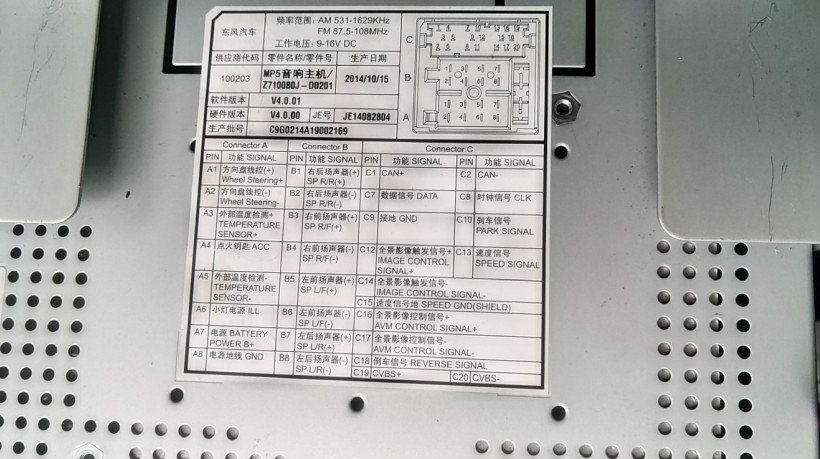 东风汽车
频率范围: AM 531-1629KHz
FM 87.5-108MHz
工作电压: 9-16V DC
供应商代码 零件名称/零件号 生产日期
100203 MP5音响主机/ 2014/10/15
Z710080J-D0201
软件版本 V4.0.01
硬件版本 V4.0.00 JE号 JE14082804
生产批号 C9G0214A19002169
C
B
A
Connector A Connector B Connector C
PIN 功能 SIGNAL PIN 功能 SIGNAL PIN 功能 SIGNAL PIN 功能 SIGNAL
A1 方向盘线控(+) B1 右后扬声器(+) C1 CAN+ C2 CAN-
Wheel Steering+ SP R/R(+)
A2 方向盘线控(-) B2 右后扬声器(-) C7 数据信号 DATA C8 时钟信号 CLK
Wheel Steering- SP R/R(-)
A3 外部温度检测+ B3 右前扬声器(+) C9 接地 GND C10 刹车信号
TEMPERATURE SP R/F(+) PARK SIGNAL
SENSOR+
A4 点火钥匙 ACC B4 右前扬声器(-) C12 全景影像触发信号+ C13 速度信号
SP R/F(-) IMAGE CONTROL SPEED SIGNAL
SIGNAL+
A5 外部温度检测- B5 左前扬声器(+) C14 全景影像触发信号-
TEMPERATURE SP L/F(+) IMAGE CONTROL SIGNAL-
SENSOR- C15 速度信号地 SPEED GND(SHIELD)
A6 小灯电源 ILL B6 左前扬声器(-) C16 全景影像控制信号+
SP L/F(-) AVM CONTROL SIGNAL+
A7 电源 BATTERY B7 左后扬声器(+) C17 全景影像控制信号-
POWER B+ SP L/R(+) AVM CONTROL SIGNAL-
A8 电源地线 GND B8 左后扬声器(-) C18 倒车信号 REVERSE SIGNAL
SP L/R(-) C19 CVBS+ C20 CVBS-